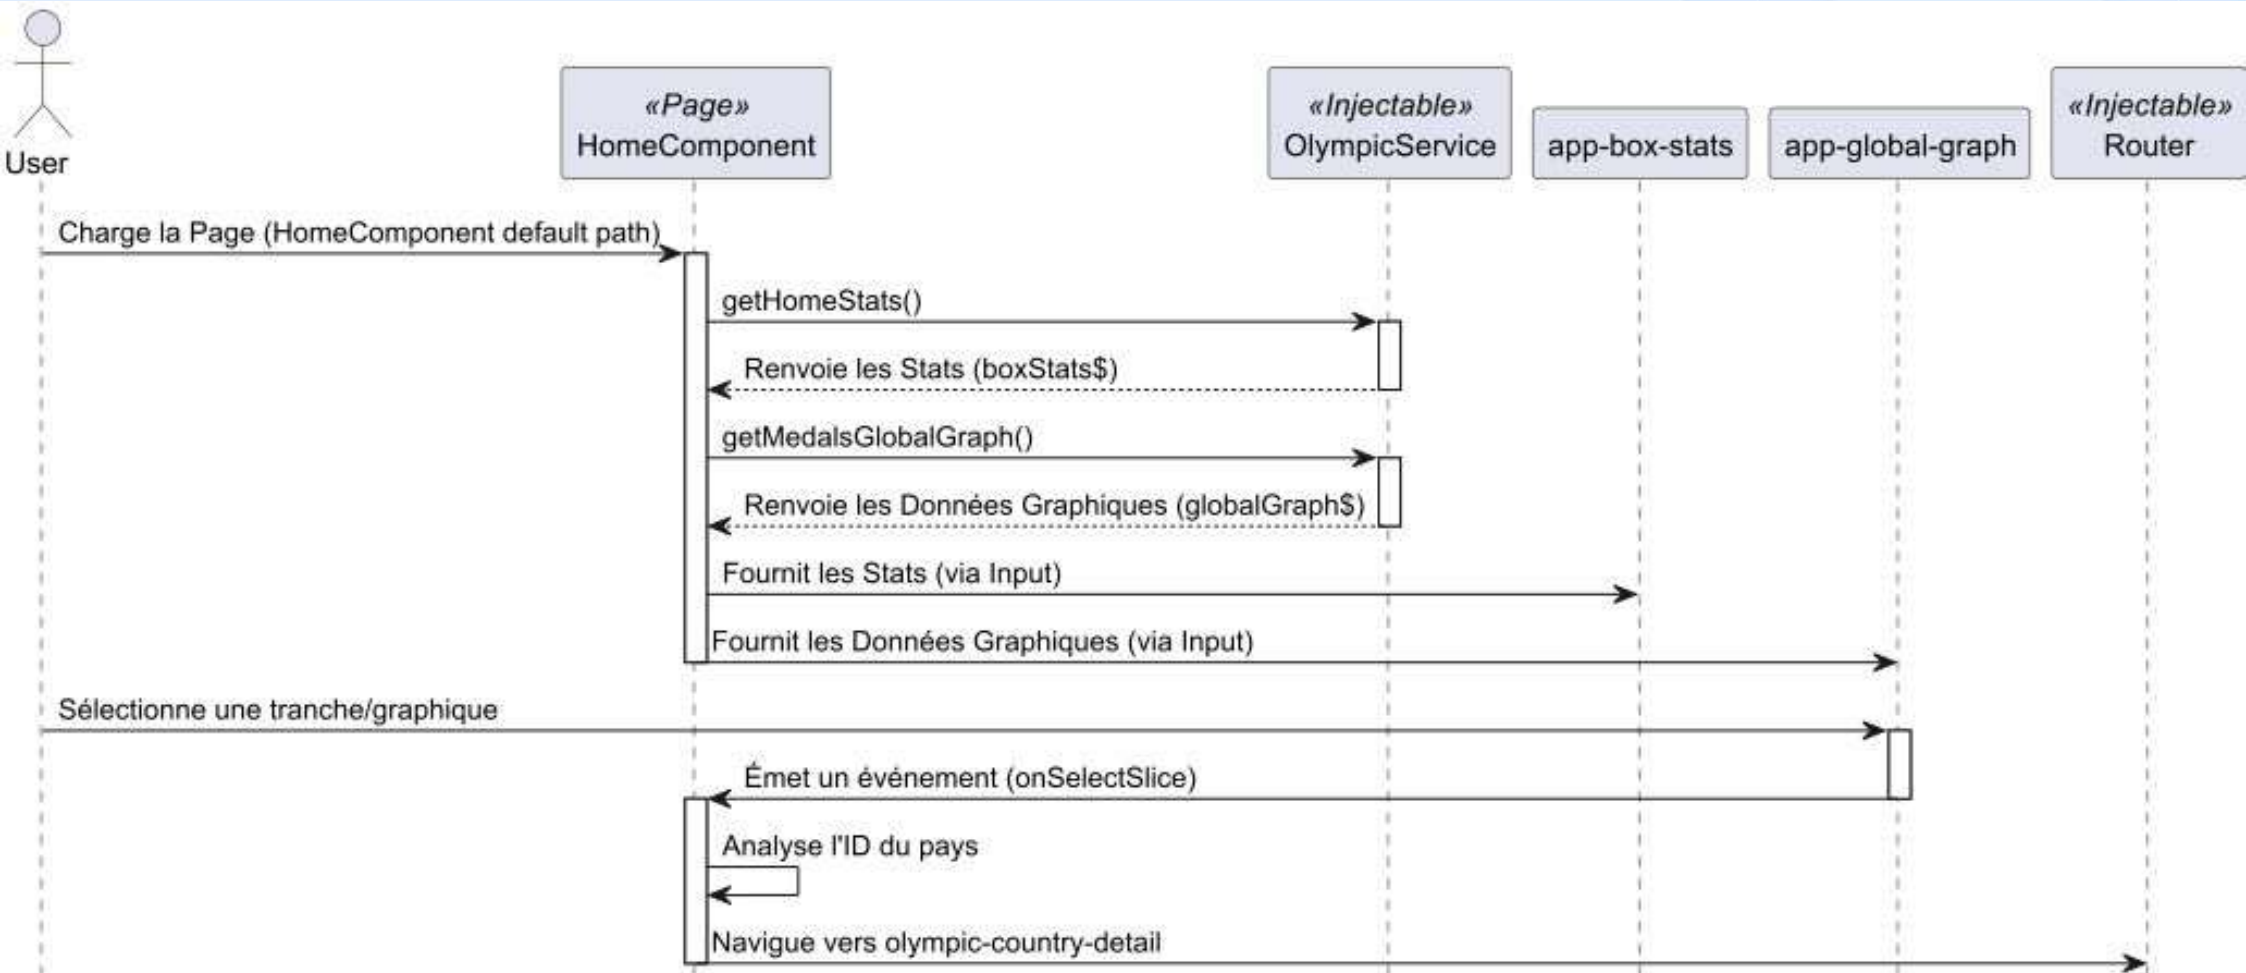 User
«Page»
HomeComponent
«Injectable»
OlympicService
app-box-stats
app-global-graph
«Injectable»
Router
Charge la Page (HomeComponent default path)
getHomeStats()
Renvoie les Stats (boxStats$)
getMedalsGlobalGraph()
Renvoie les Données Graphiques (globalGraph$)
Fournit les Stats (via Input)
Fournit les Données Graphiques (via Input)
Sélectionne une tranche/graphique
Émet un événement (onSelectSlice)
Analyse l'ID du pays
Navigue vers olympic-country-detail